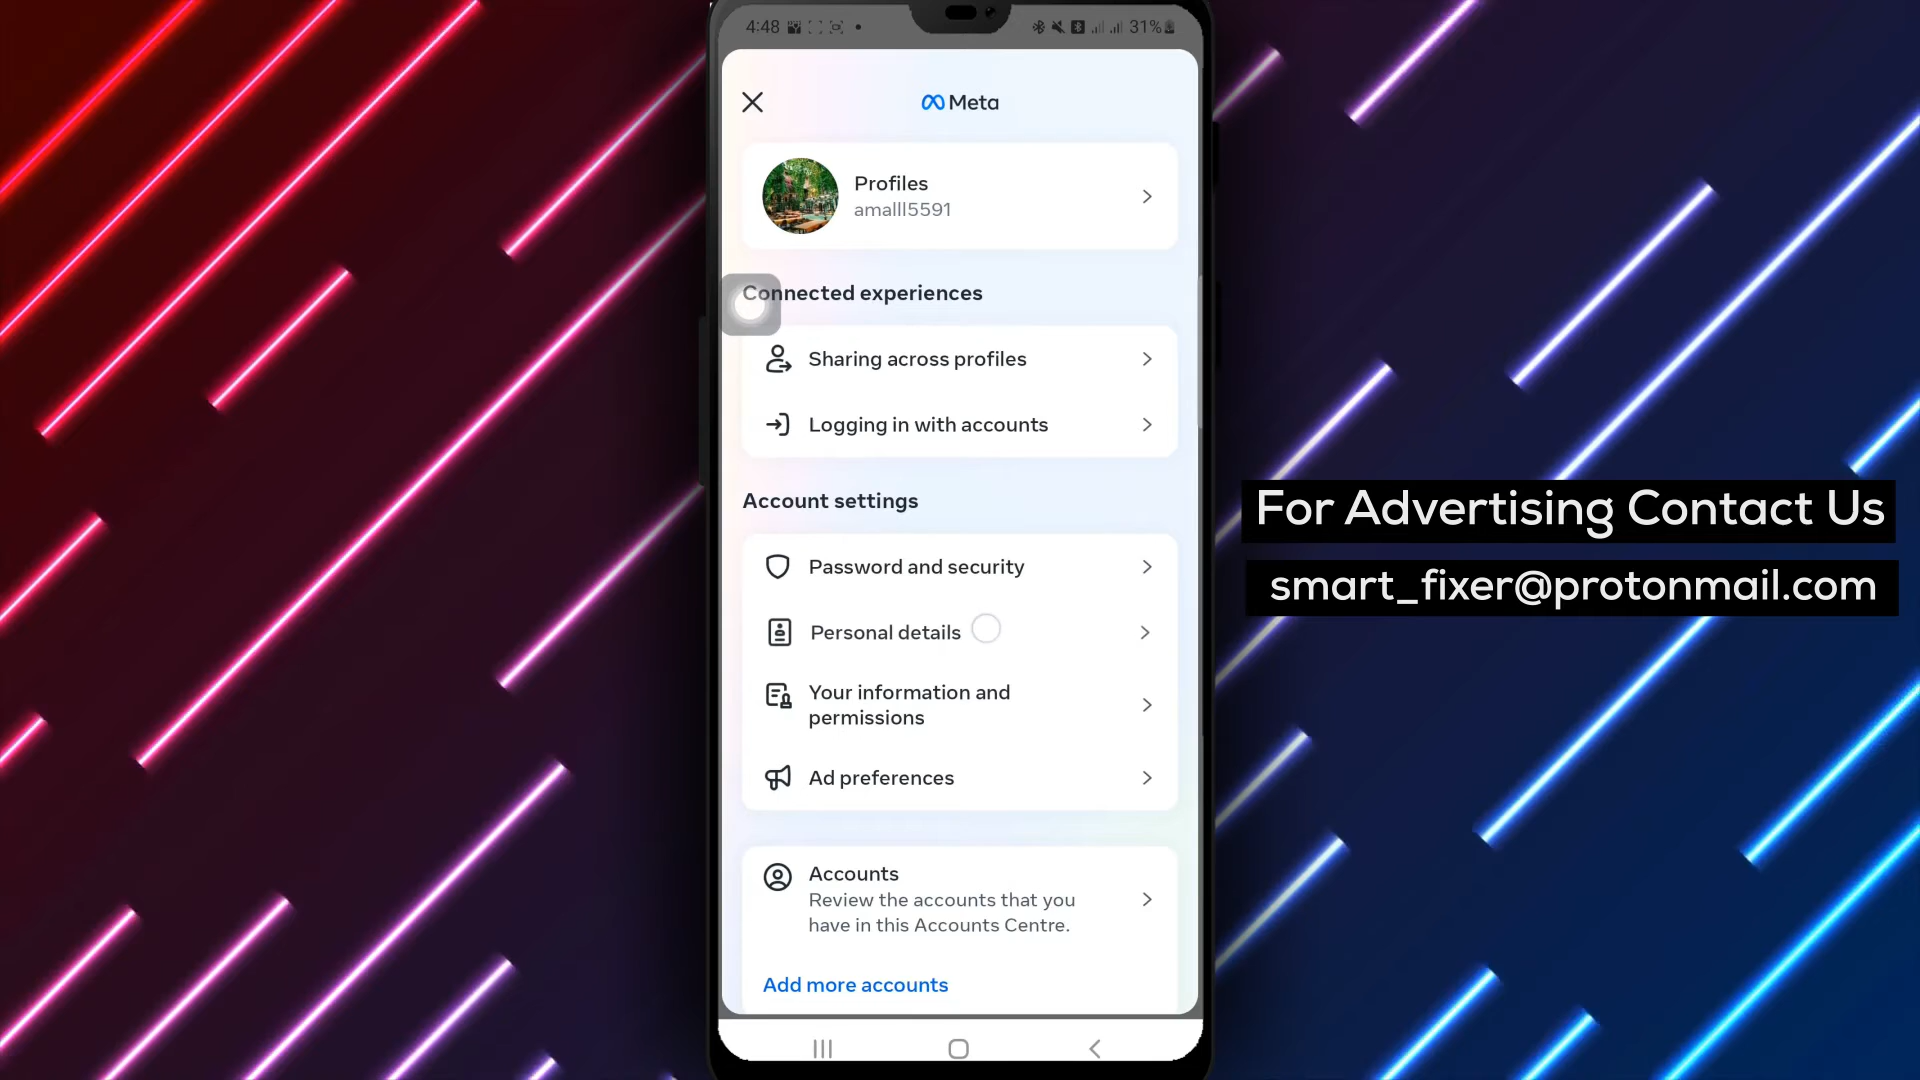 4:48
31%
Meta
Profiles
amalll5591
Connected experiences
Sharing across profiles
Logging in with accounts
Account settings
Password and security
Personal details
Your information and
permissions
Ad preferences
Accounts
Review the accounts that you
have in this Accounts Centre.
Add more accounts
For Advertising Contact Us
smart_fixer@protonmail.com